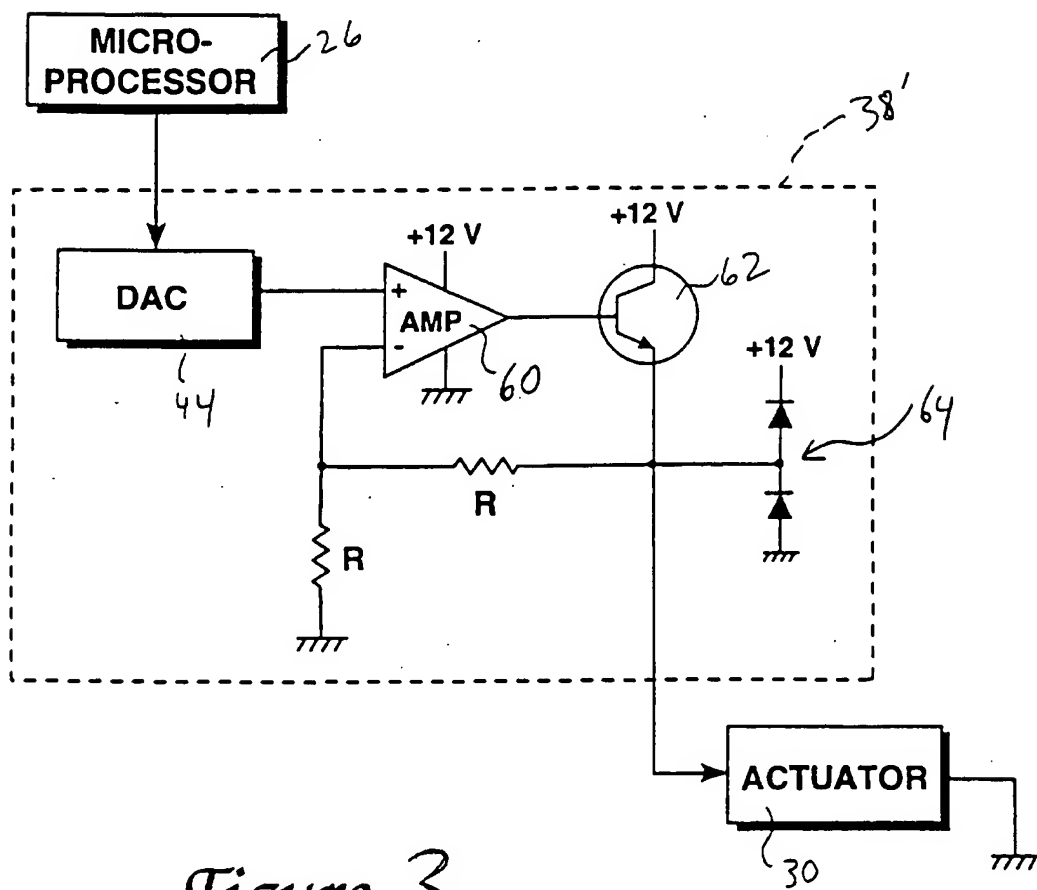 MICRO-
PROCESSOR
26
38'
+12 V
+12 V
DAC
+
AMP
-
62
60
44
+12 V
64
R
R
ACTUATOR
30
Figure 3